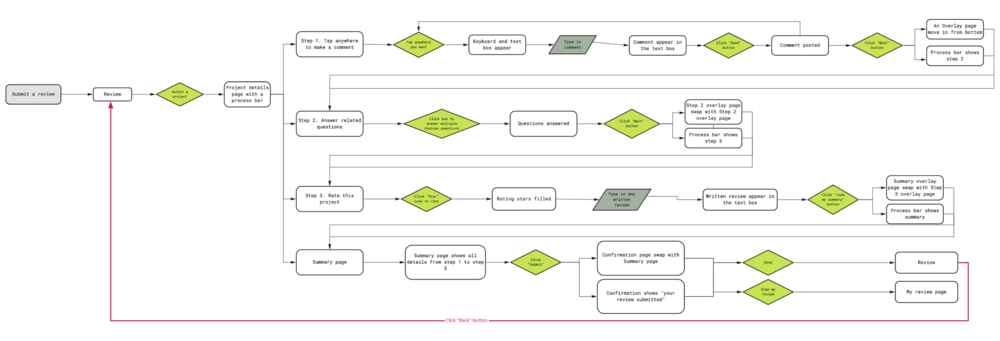 Submit a review
Review
select a
project
Project details
page with a
process bar
Step 1. Tap anywhere
to make a comment
Tap anywhere
you want
Keyboard and text
box appear
Type in
comment
Comment appear in
the text box
Click "Send"
button
Comment posted
Click "Next"
button
An Overlay page
move in from bottom
Process bar shows
step 2
Step 2. Answer related
questions
Click box to
answer multiple
choices questions
Questions answered
Click "Next"
button
Step 2 overlay page
swap with Step 2
overlay page
Process bar shows
step 3
Step 3. Rate this
project
Click "Star"
icon to rate
Rating stars filled
Type in any
written
review
Written review appear in
the text box
Click "view
my summary"
button
Summary overlay
page swap with Step
3 overlay page
Process bar shows
summary
Summary page
Summary page shows all
details from step 1 to step
3
Click
"Submit"
Confirmation page swap with
Summary page
Confirmation shows "your
review submitted"
Done
View my
review
Review
My review page
Click "Back" button